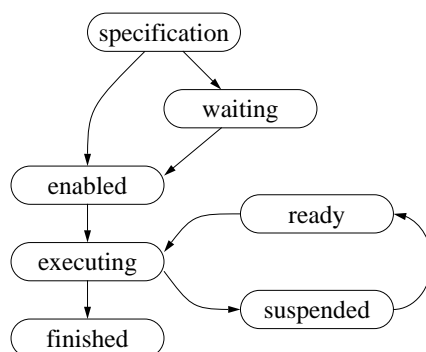 specification
waiting
enabled
ready
executing
suspended
finished